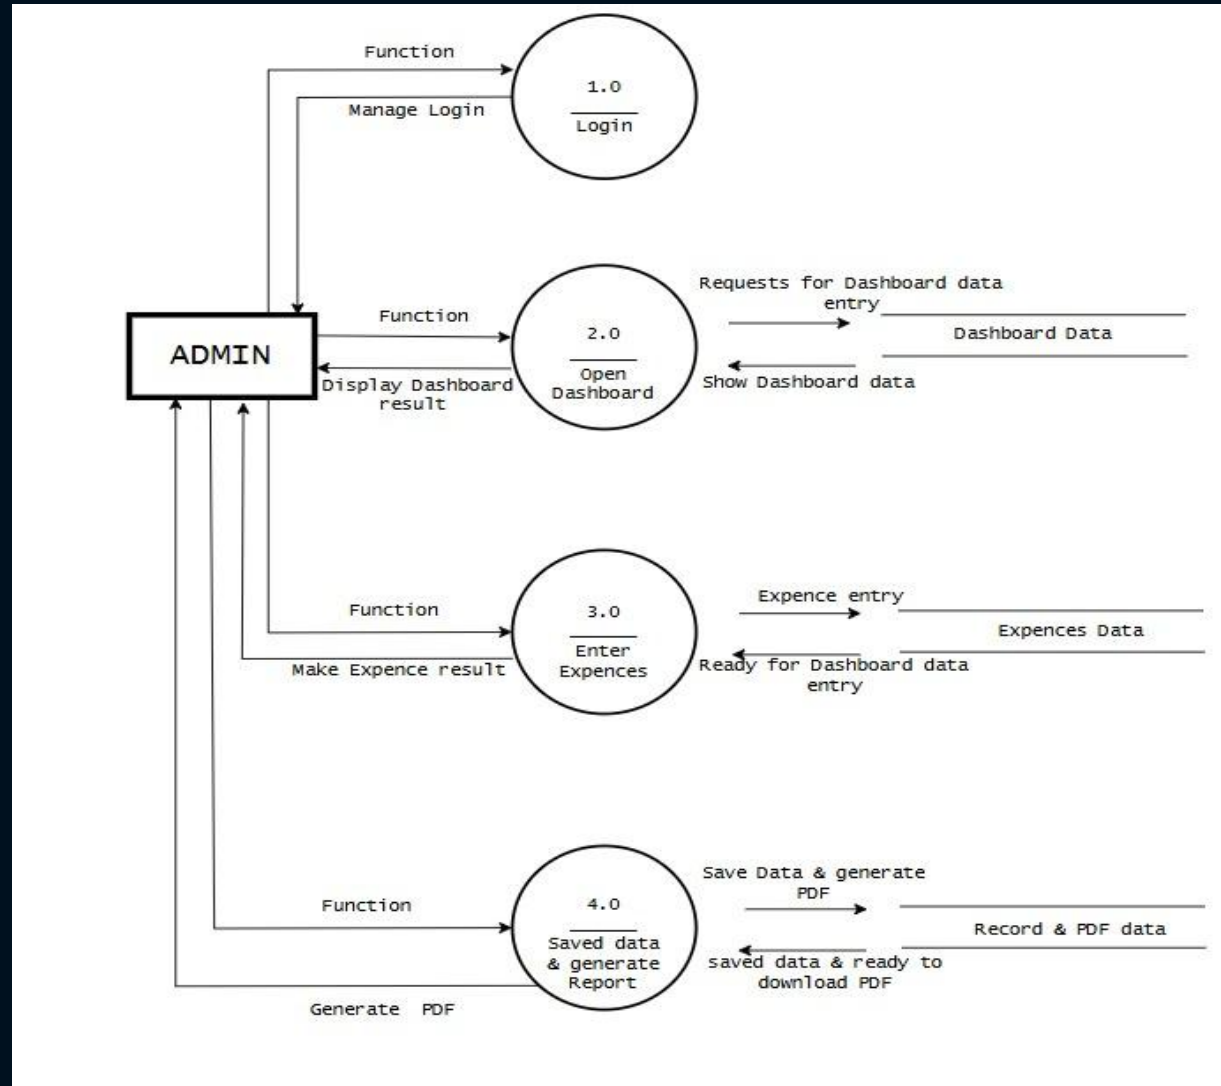 Function
1.0
Manage Login
Login
Requests for Dashboard data
entry
Function
2.0
Dashboard Data
ADMIN
Open
Dashboard
Display Dashboard
result
Show Dashboard data
Expence entry
Function
3.0
Expences Data
Enter
Expences
Make Expence result
Ready for Dashboard data
entry
Save Data & generate
PDF
Function
4.0
Record & PDF data
Saved data
& generate
Report
saved data & ready to
download PDF
Generate PDF